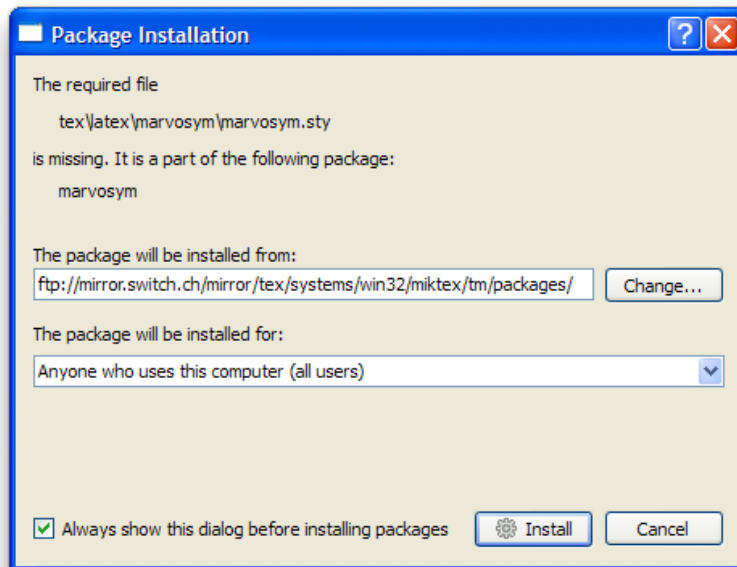 Package Installation
The required file
tex\latex\marvosym\marvosym.sty
is missing. It is a part of the following package:
marvosym
The package will be installed from:
ftp://mirror.switch.ch/mirror/tex/systems/win32/miktex/tm/packages/
Change...
The package will be installed for:
Anyone who uses this computer (all users)
Always show this dialog before installing packages
Install
Cancel